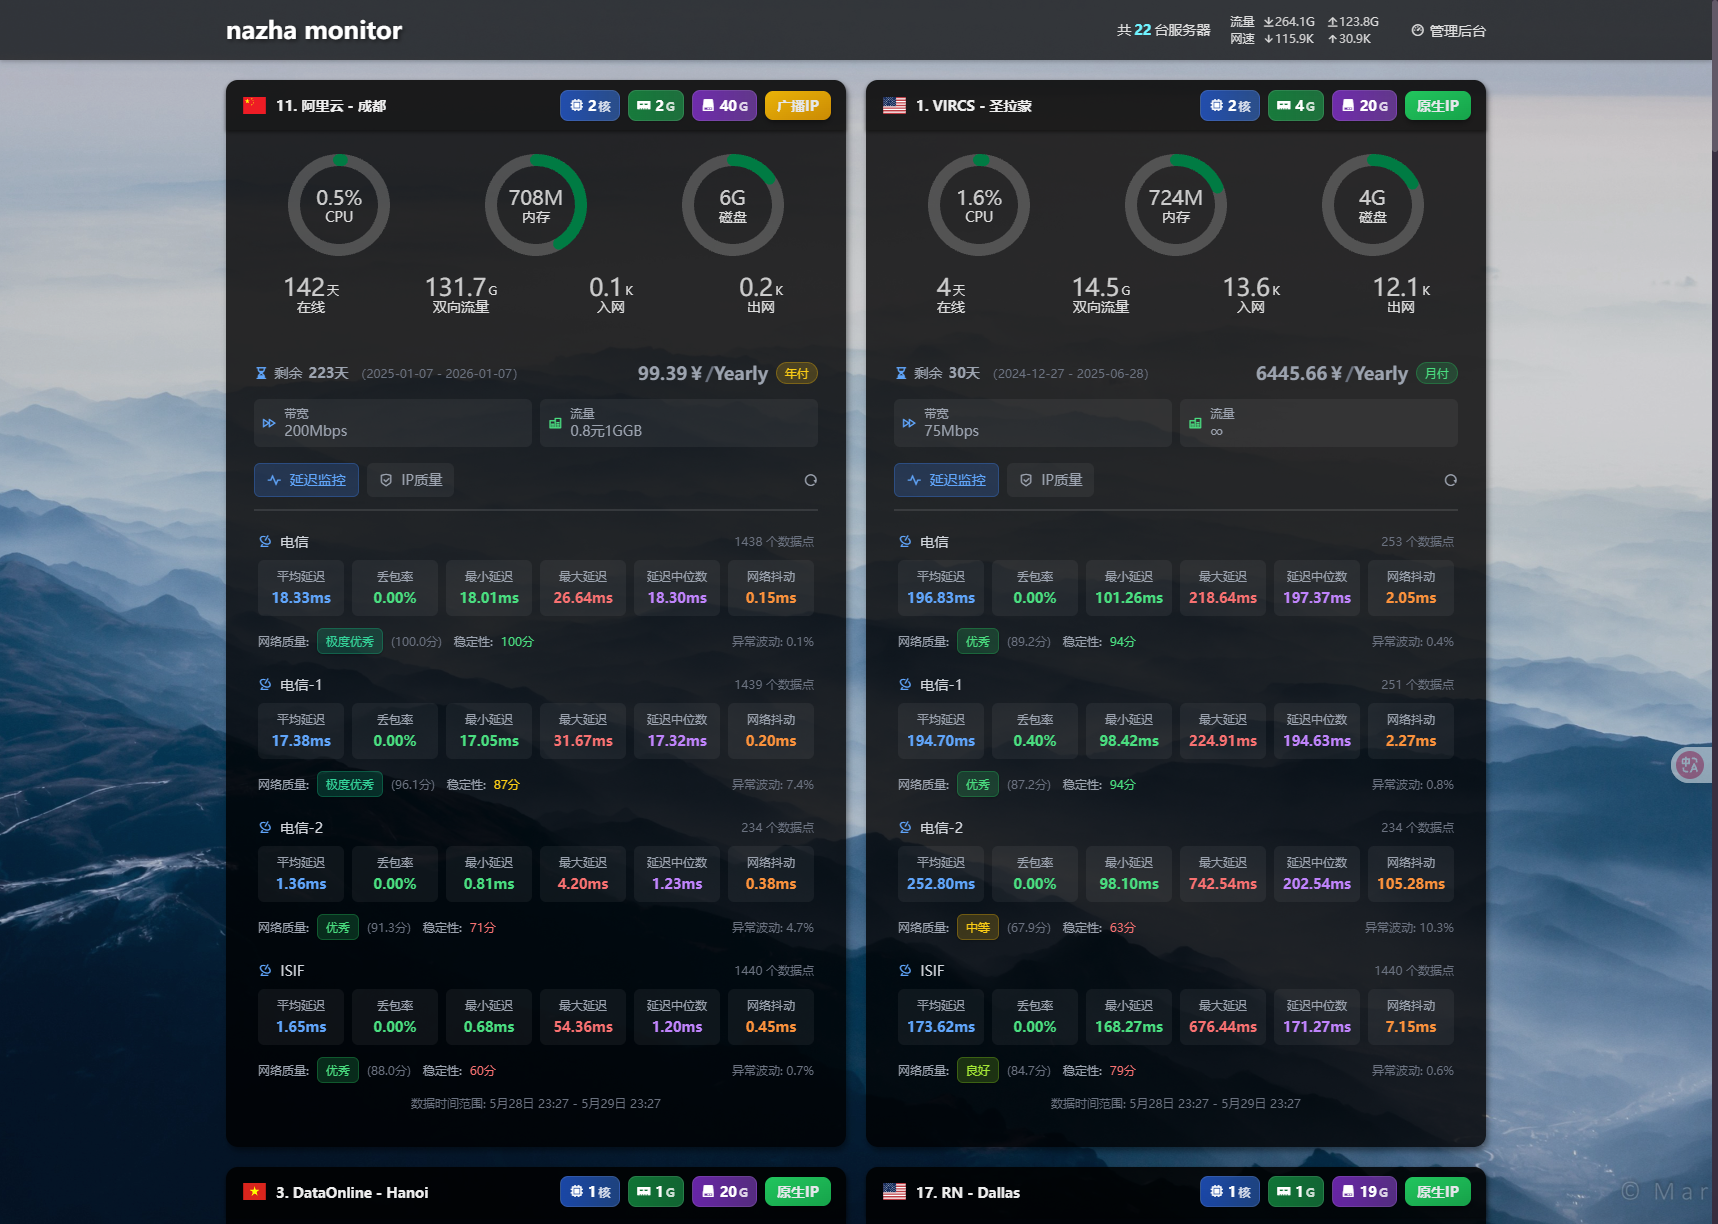 nazha monitor
共 22 台服务器
流量 264.1G 123.8G
网速 115.9K 30.9K
管理后台
11. 阿里云 - 成都
2核 2G 40G 广播IP
0.5% 708M 6G
CPU 内存 磁盘
142天 131.7G 0.1K 0.2K
在线 双向流量 入网 出网
剩余 223天 (2025-01-07 - 2026-01-07) 99.39￥/Yearly 年付
带宽 流量
200Mbps 0.8元1GGB
延迟监控 IP质量
电信 1438 个数据点
平均延迟 丢包率 最小延迟 最大延迟 延迟中位数 网络抖动
18.33ms 0.00% 18.01ms 26.64ms 18.30ms 0.15ms
网络质量: 极度优秀 (100.0分) 稳定性: 100分 异常波动: 0.1%
电信-1 1439 个数据点
平均延迟 丢包率 最小延迟 最大延迟 延迟中位数 网络抖动
17.38ms 0.00% 17.05ms 31.67ms 17.32ms 0.20ms
网络质量: 极度优秀 (96.1分) 稳定性: 87分 异常波动: 7.4%
电信-2 234 个数据点
平均延迟 丢包率 最小延迟 最大延迟 延迟中位数 网络抖动
1.36ms 0.00% 0.81ms 4.20ms 1.23ms 0.38ms
网络质量: 优秀 (91.3分) 稳定性: 71分 异常波动: 4.7%
ISIF 1440 个数据点
平均延迟 丢包率 最小延迟 最大延迟 延迟中位数 网络抖动
1.65ms 0.00% 0.68ms 54.36ms 1.20ms 0.45ms
网络质量: 优秀 (88.0分) 稳定性: 60分 异常波动: 0.7%
数据时间范围: 5月28日 23:27 - 5月29日 23:27
1. VIRCS - 圣拉蒙
2核 4G 20G 原生IP
1.6% 724M 4G
CPU 内存 磁盘
4天 14.5G 13.6K 12.1K
在线 双向流量 入网 出网
剩余 30天 (2024-12-27 - 2025-06-28) 6445.66￥/Yearly 月付
带宽 流量
75Mbps ∞
延迟监控 IP质量
电信 253 个数据点
平均延迟 丢包率 最小延迟 最大延迟 延迟中位数 网络抖动
196.83ms 0.00% 101.26ms 218.64ms 197.37ms 2.05ms
网络质量: 优秀 (89.2分) 稳定性: 94分 异常波动: 0.4%
电信-1 251 个数据点
平均延迟 丢包率 最小延迟 最大延迟 延迟中位数 网络抖动
194.70ms 0.40% 98.42ms 224.91ms 194.63ms 2.27ms
网络质量: 优秀 (87.2分) 稳定性: 94分 异常波动: 0.8%
电信-2 234 个数据点
平均延迟 丢包率 最小延迟 最大延迟 延迟中位数 网络抖动
252.80ms 0.00% 98.10ms 742.54ms 202.54ms 105.28ms
网络质量: 中等 (67.9分) 稳定性: 63分 异常波动: 10.3%
ISIF 1440 个数据点
平均延迟 丢包率 最小延迟 最大延迟 延迟中位数 网络抖动
173.62ms 0.00% 168.27ms 676.44ms 171.27ms 7.15ms
网络质量: 良好 (84.7分) 稳定性: 79分 异常波动: 0.6%
数据时间范围: 5月28日 23:27 - 5月29日 23:27
3. DataOnline - Hanoi
1核 1G 20G 原生IP
17. RN - Dallas
1核 1G 19G 原生IP
© Mar